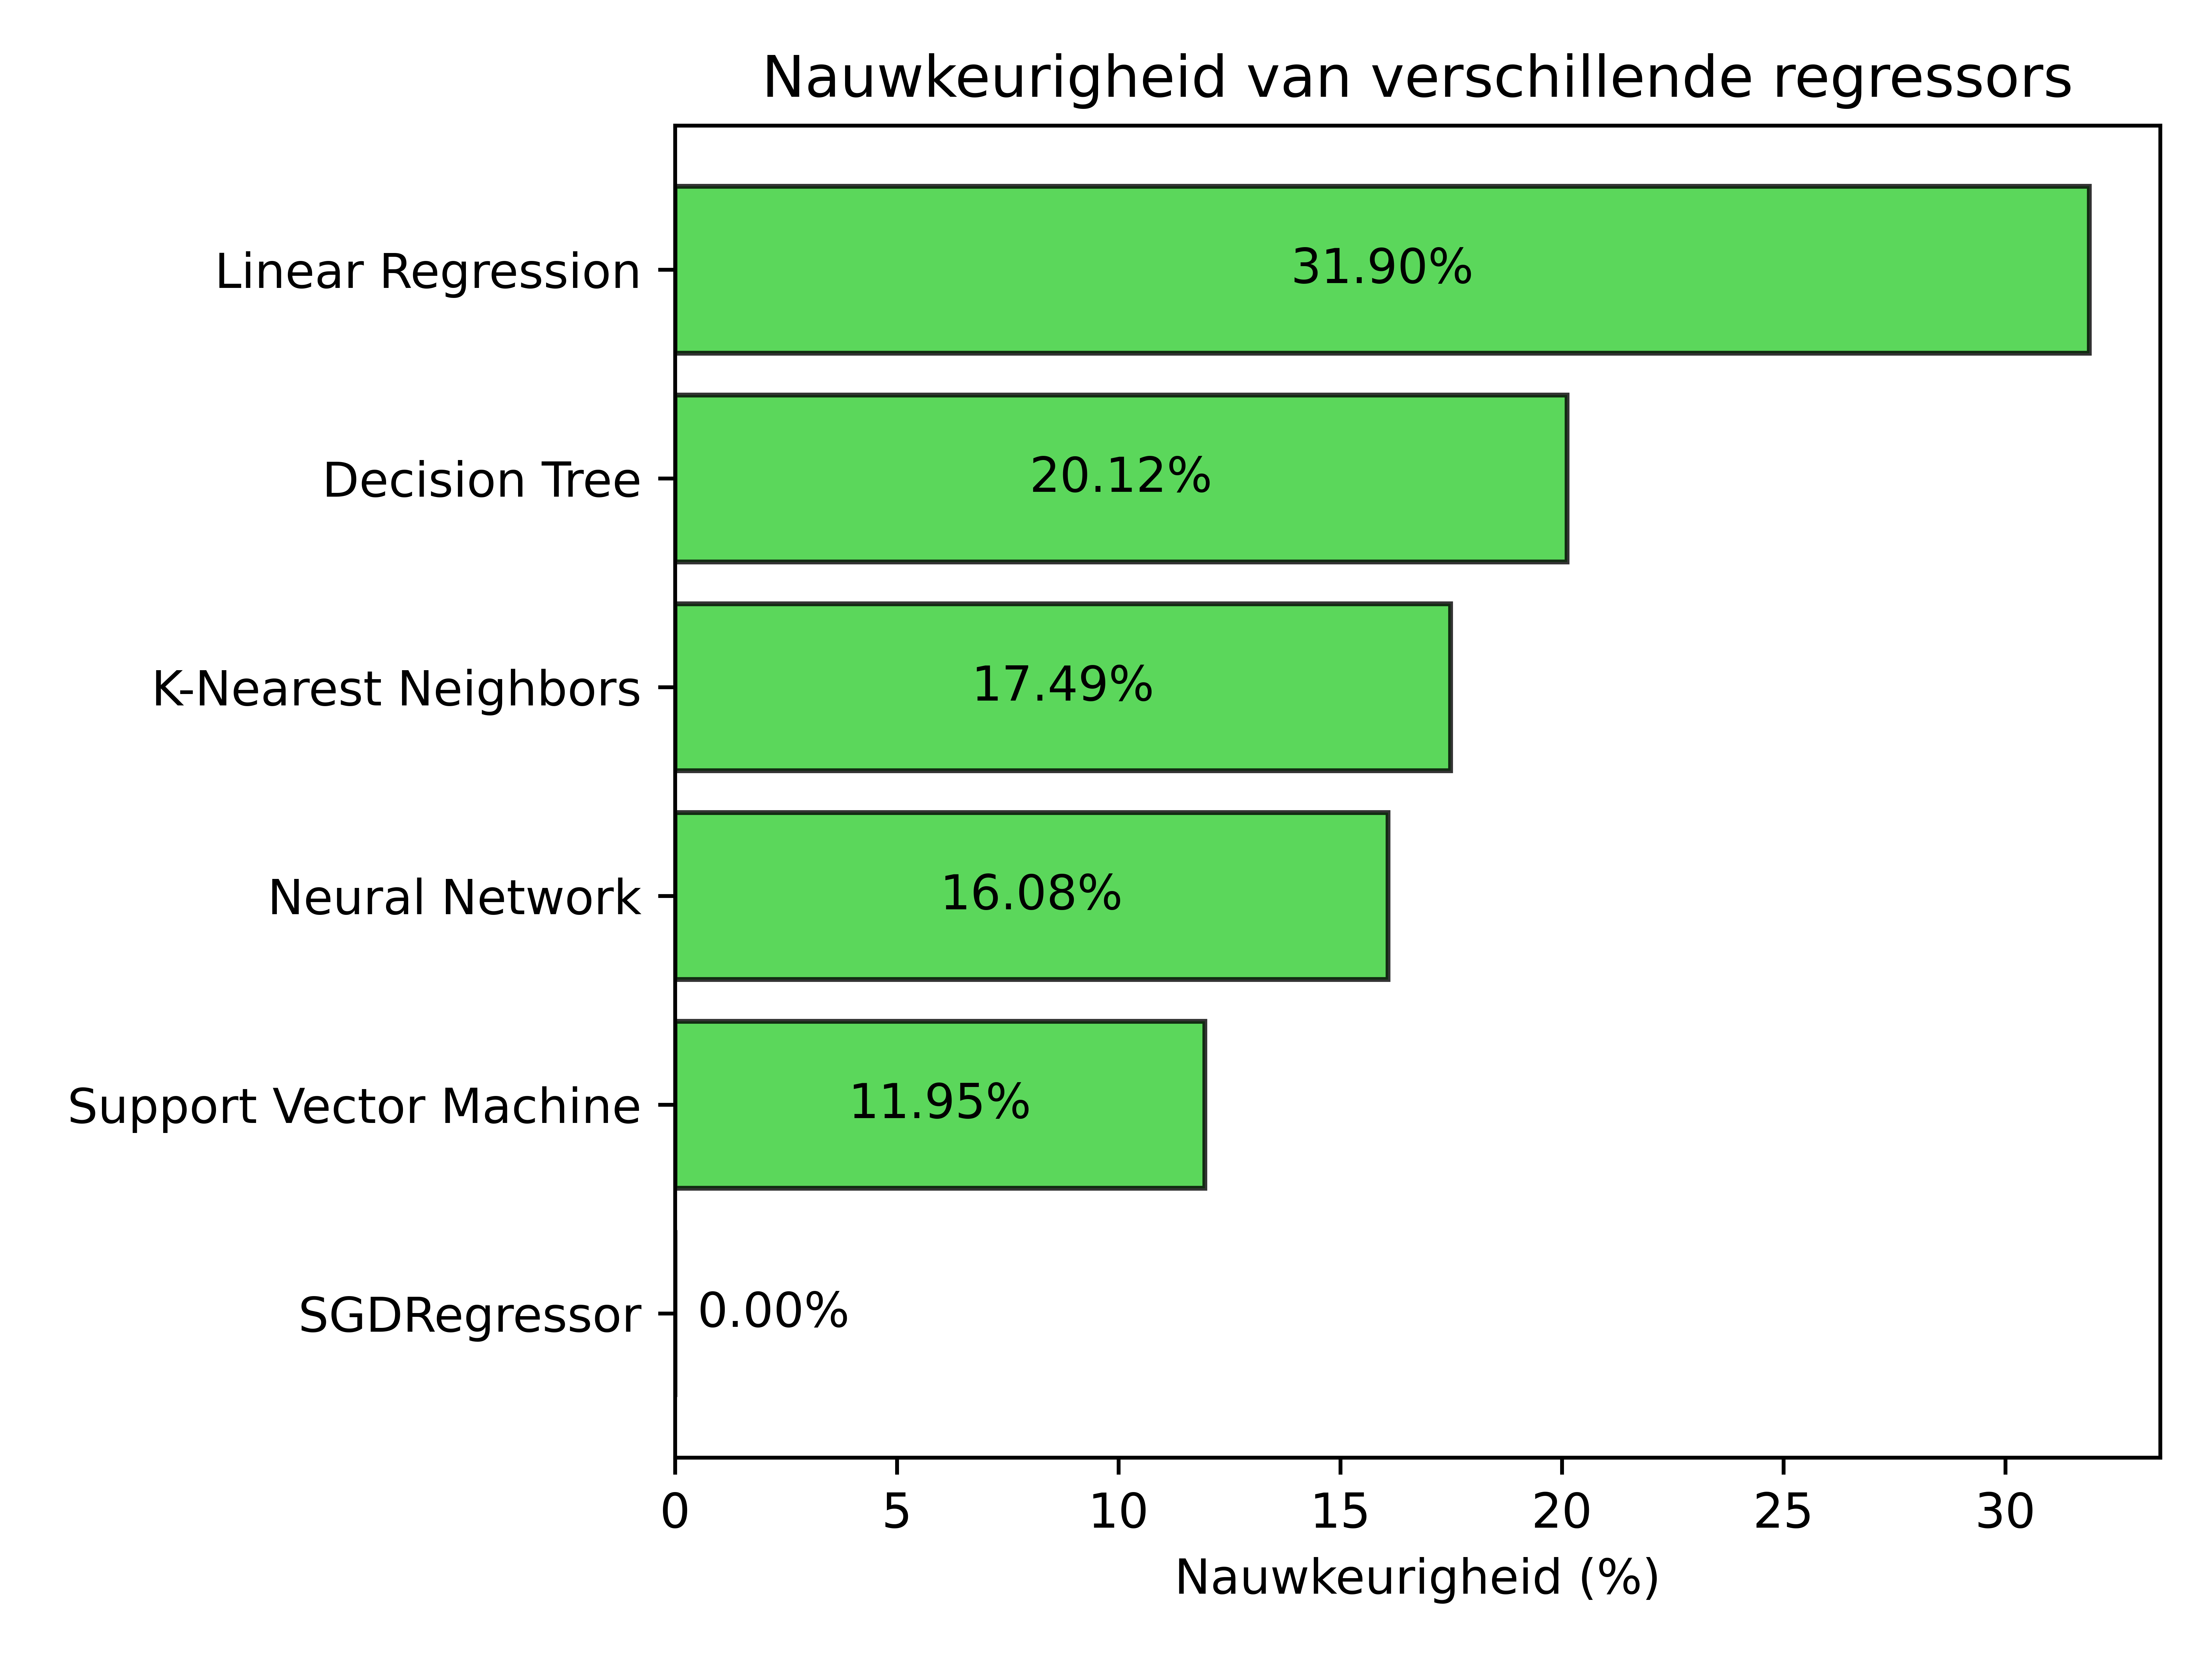 Nauwkeurigheid van verschillende regressors
Linear Regression
31.90%
Decision Tree
20.12%
K-Nearest Neighbors
17.49%
Neural Network
16.08%
Support Vector Machine
11.95%
SGDRegressor
0.00%
0 5 10 15 20 25 30
Nauwkeurigheid (%)